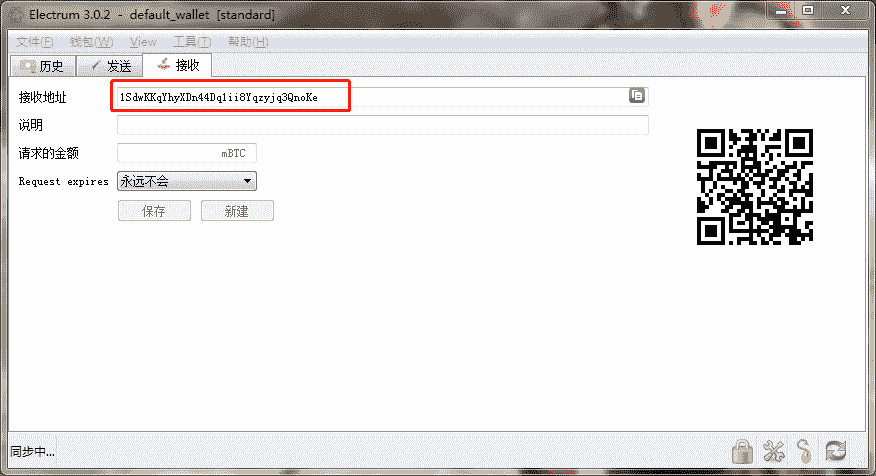 Electrum 3.0.2 - default_wallet [standard]
文件(F) 钱包(W) View 工具(T) 帮助(H)
历史 发送 接收
接收地址 1SdwKKqYhyXDn44Dq1ii8Yqzyjq3QnoKe
说明
请求的金额 mBTC
Request expires 永远不会
保存 新建
同步中...